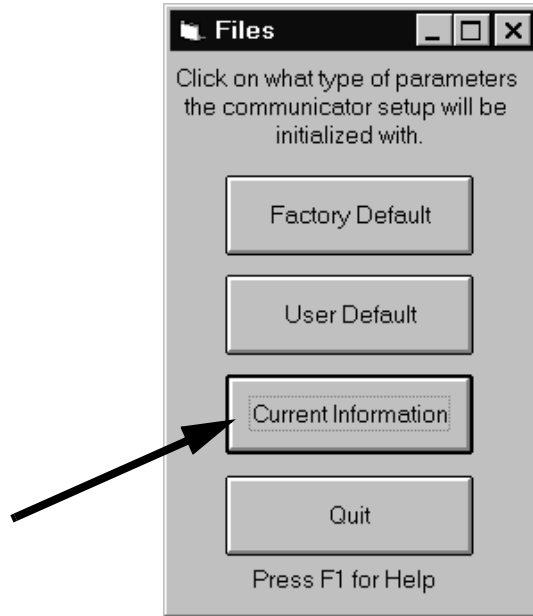 Files
Click on what type of parameters
the communicator setup will be
initialized with.
Factory Default
User Default
Current Information
Quit
Press F1 for Help